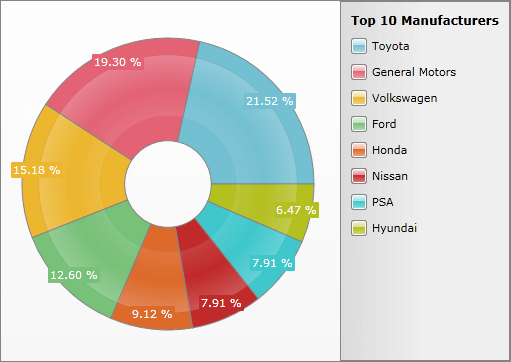 Top 10 Manufacturers
Toyota
General Motors
Volkswagen
Ford
Honda
Nissan
PSA
Hyundai
19.30 %
21.52 %
15.18 %
6.47 %
7.91 %
12.60 %
7.91 %
9.12 %